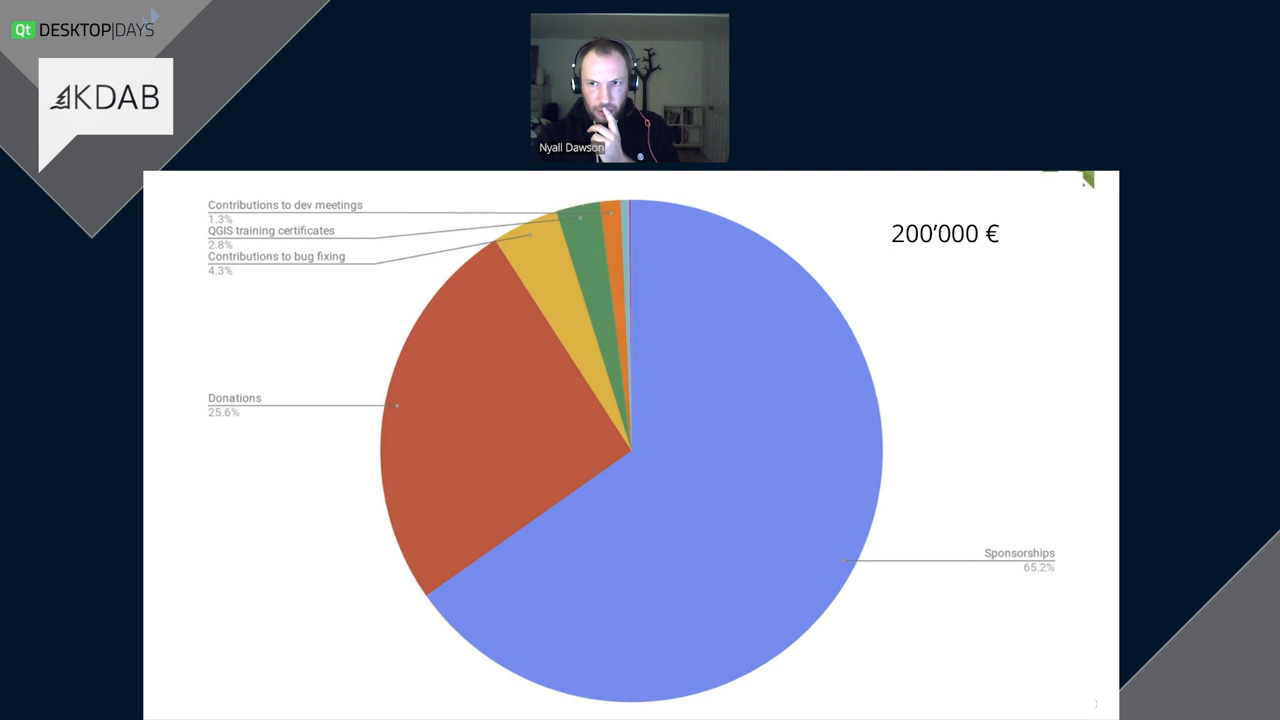 Qt DESKTOP|DAYS
KDAB
Nyall Dawson
Contributions to dev meetings
1.3%
QGIS training certificates
2.8%
Contributions to bug fixing
4.3%
200’000 €
Donations
25.6%
Sponsorships
65.2%